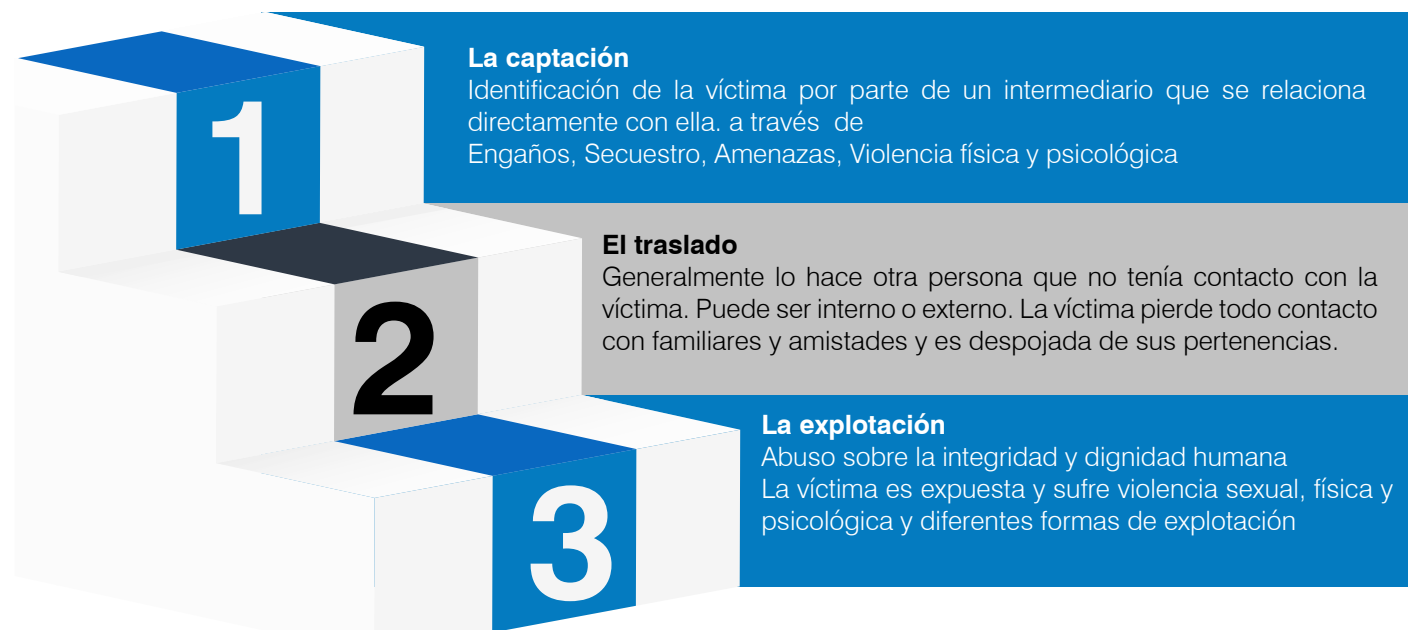 1
La captación
Identificación de la víctima por parte de un intermediario que se relaciona
directamente con ella. a través de
Engaños, Secuestro, Amenazas, Violencia física y psicológica
2
El traslado
Generalmente lo hace otra persona que no tenía contacto con la
víctima. Puede ser interno o externo. La víctima pierde todo contacto
con familiares y amistades y es despojada de sus pertenencias.
3
La explotación
Abuso sobre la integridad y dignidad humana
La víctima es expuesta y sufre violencia sexual, física y
psicológica y diferentes formas de explotación